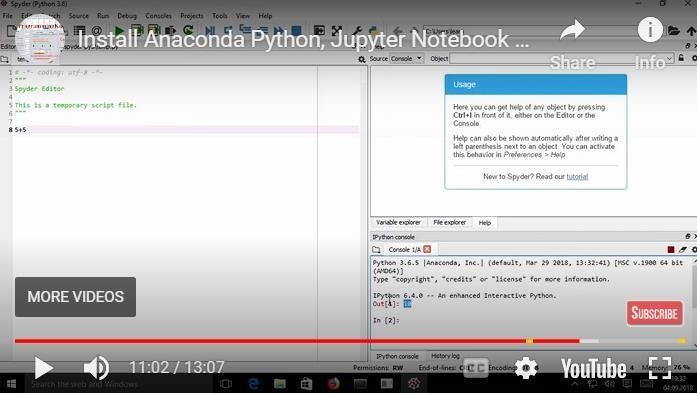 Spyder (Python 3.6)
File Edit Search Source Run Debug Consoles Projects Tools View Help
Install Anaconda Python, Jupyter Notebook ...
Share
Info
Source Console Object
1 # -*- coding: utf-8 -*-
2 """
3 Spyder Editor
4
5 This is a temporary script file.
6 """
7
8 5+5
Usage
Here you can get help of any object by pressing
Ctrl+I in front of it, either on the Editor or the
Console.
Help can also be shown automatically after writing a
left parenthesis next to an object. You can activate
this behavior in Preferences > Help.
New to Spyder? Read our tutorial
Variable explorer File explorer Help
IPython console
Console 1/A
Python 3.6.5 |Anaconda, Inc.| (default, Mar 29 2018, 13:32:41) [MSC v.1900 64 bit
(AMD64)]
Type "copyright", "credits" or "license" for more information.
IPython 6.4.0 -- An enhanced Interactive Python.
Out[1]: 10
In [2]:
MORE VIDEOS
SUBSCRIBE
11:02 / 13:07
CC
YouTube
IPython console History log
Permissions: RW End-of-lines: Memory: 76 %
Search the web and Windows
19:32
04.09.2018